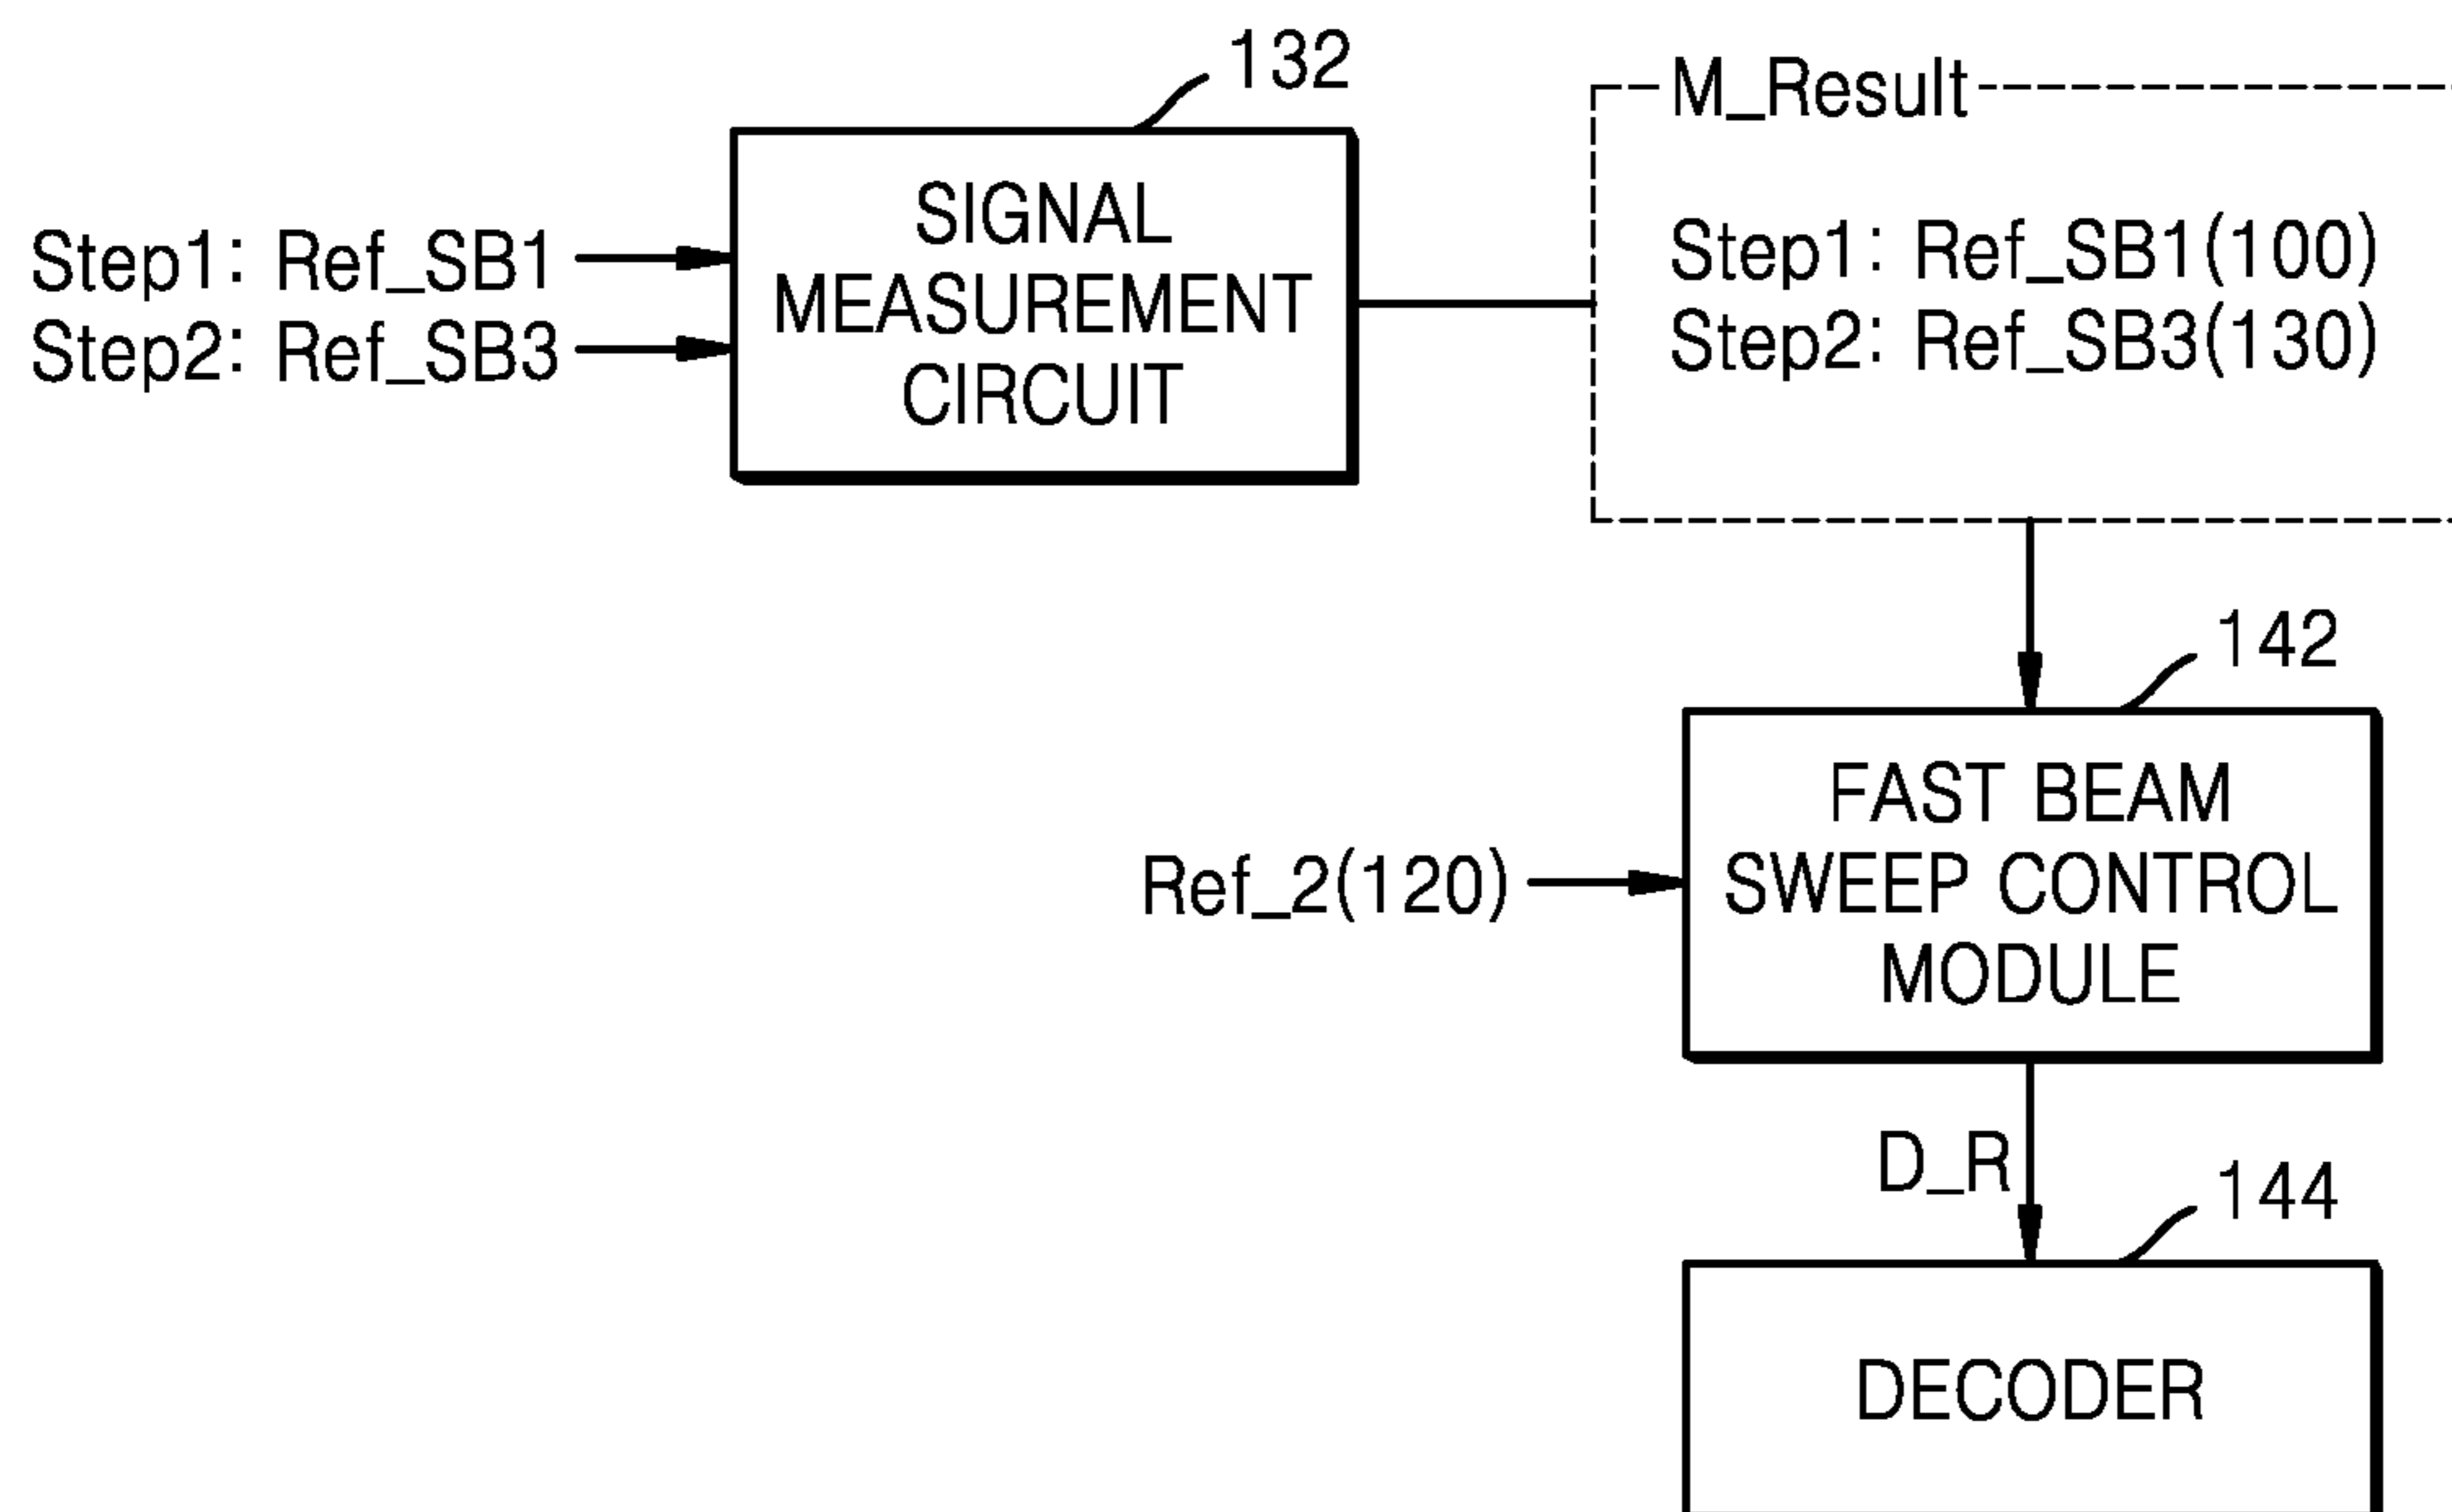 132
SIGNAL
MEASUREMENT
CIRCUIT
Step1: Ref_SB1
Step2: Ref_SB3
M_Result
Step1: Ref_SB1(100)
Step2: Ref_SB3(130)
142
FAST BEAM
SWEEP CONTROL
MODULE
Ref_2(120)
D_R
144
DECODER